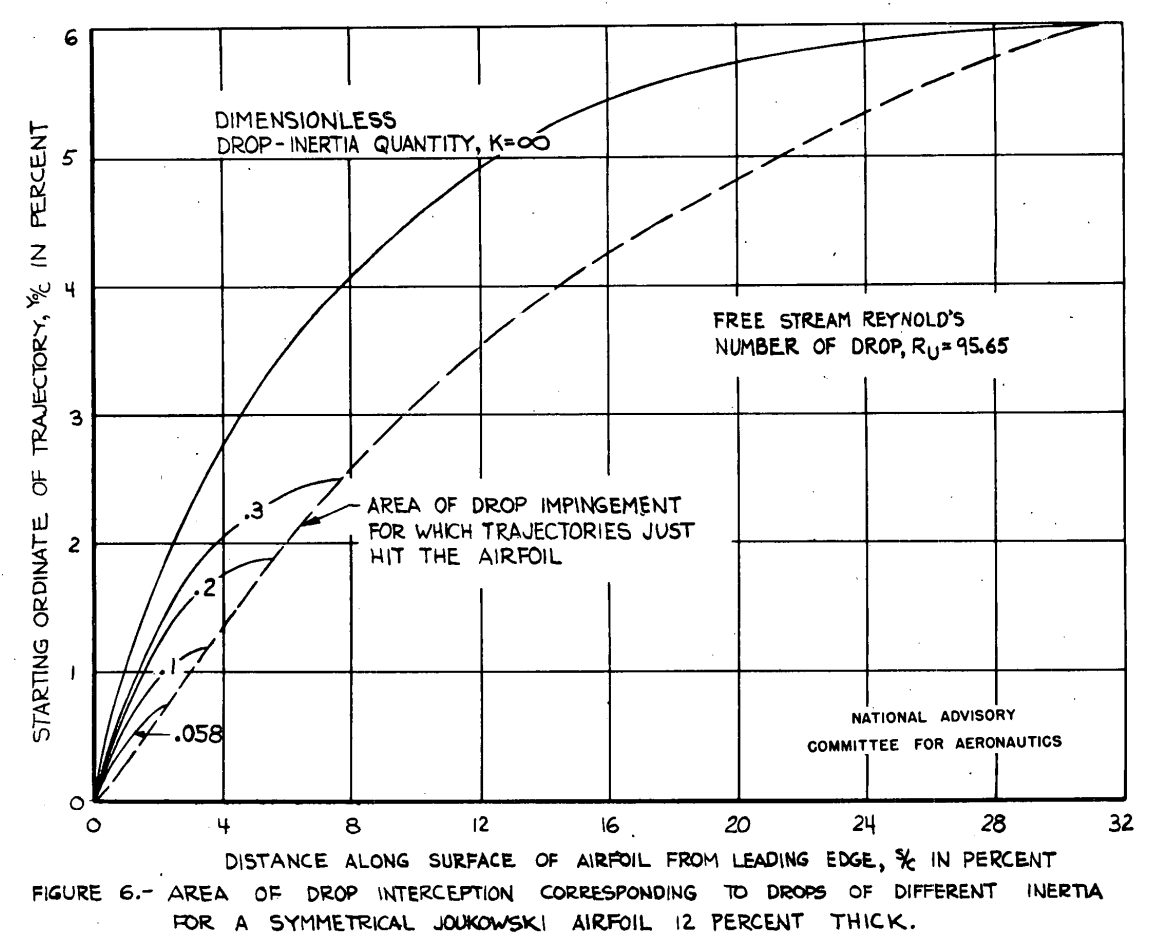 6
5
4
3
2
1
0
STARTING ORDINATE OF TRAJECTORY, Yo/c IN PERCENT
DIMENSIONLESS
DROP-INERTIA QUANTITY, K=∞
FREE STREAM REYNOLD'S
NUMBER OF DROP, RU=95.65
.3
AREA OF DROP IMPINGEMENT
FOR WHICH TRAJECTORIES JUST
HIT THE AIRFOIL
.2
.1
.058
NATIONAL ADVISORY
COMMITTEE FOR AERONAUTICS
0 4 8 12 16 20 24 28 32
DISTANCE ALONG SURFACE OF AIRFOIL FROM LEADING EDGE, S/C IN PERCENT
FIGURE 6.- AREA OF DROP INTERCEPTION CORRESPONDING TO DROPS OF DIFFERENT INERTIA
FOR A SYMMETRICAL JOUKOWSKI AIRFOIL 12 PERCENT THICK.